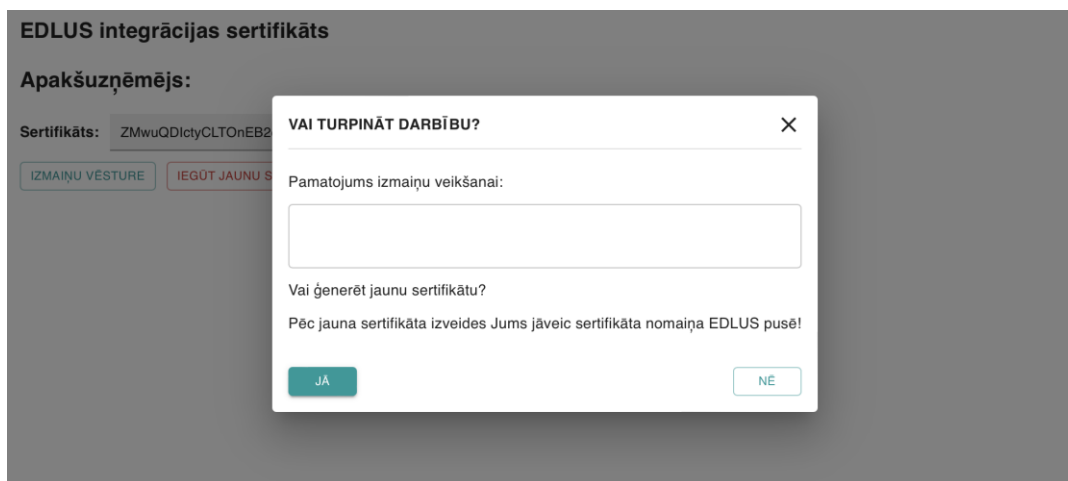 EDLUS integrācijas sertifikāts
Apakšuzņēmējs:
Sertifikāts: ZMwuQDIctyCLTOnEB2
IZMAIŅU VĒSTURE
IEGŪT JAUNU S
VAI TURPINĀT DARBĪBU?
Pamatojums izmaiņu veikšanai:
Vai ģenerēt jaunu sertifikātu?
Pēc jauna sertifikāta izveides Jums jāveic sertifikāta nomaiņa EDLUS pusē!
JĀ
NĒ